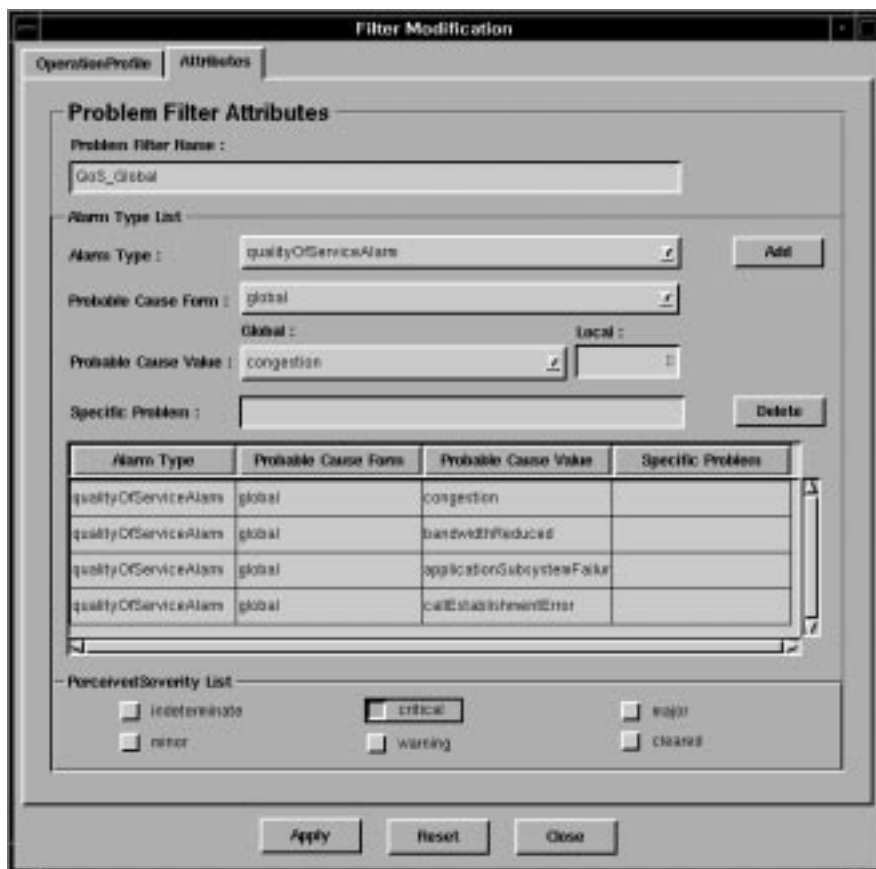 Filter Modification
OperationProfile Attributes
Problem Filter Attributes
Problem Filter Name :
QoS_Global
Alarm Type List
Alarm Type : qualityOfServiceAlarm Add
Probable Cause Form : global
Global : Local :
Probable Cause Value : congestion
Specific Problem : Delete
Alarm Type Probable Cause Form Probable Cause Value Specific Problem
qualityOfServiceAlarm global congestion
qualityOfServiceAlarm global bandwidthReduced
qualityOfServiceAlarm global applicationSubsystemFailur
qualityOfServiceAlarm global callEstablishmentError
PerceivedSeverity List
indeterminate critical major
minor warning cleared
Apply Reset Close